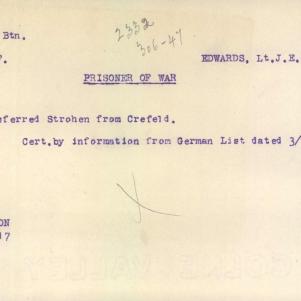 Btn.
2332
306-47
F.
EDWARDS, Lt.J.E.
PRISONER OF WAR
ferred Strohen from Crefeld.
Cert.by information from German List dated 3/
ON
17